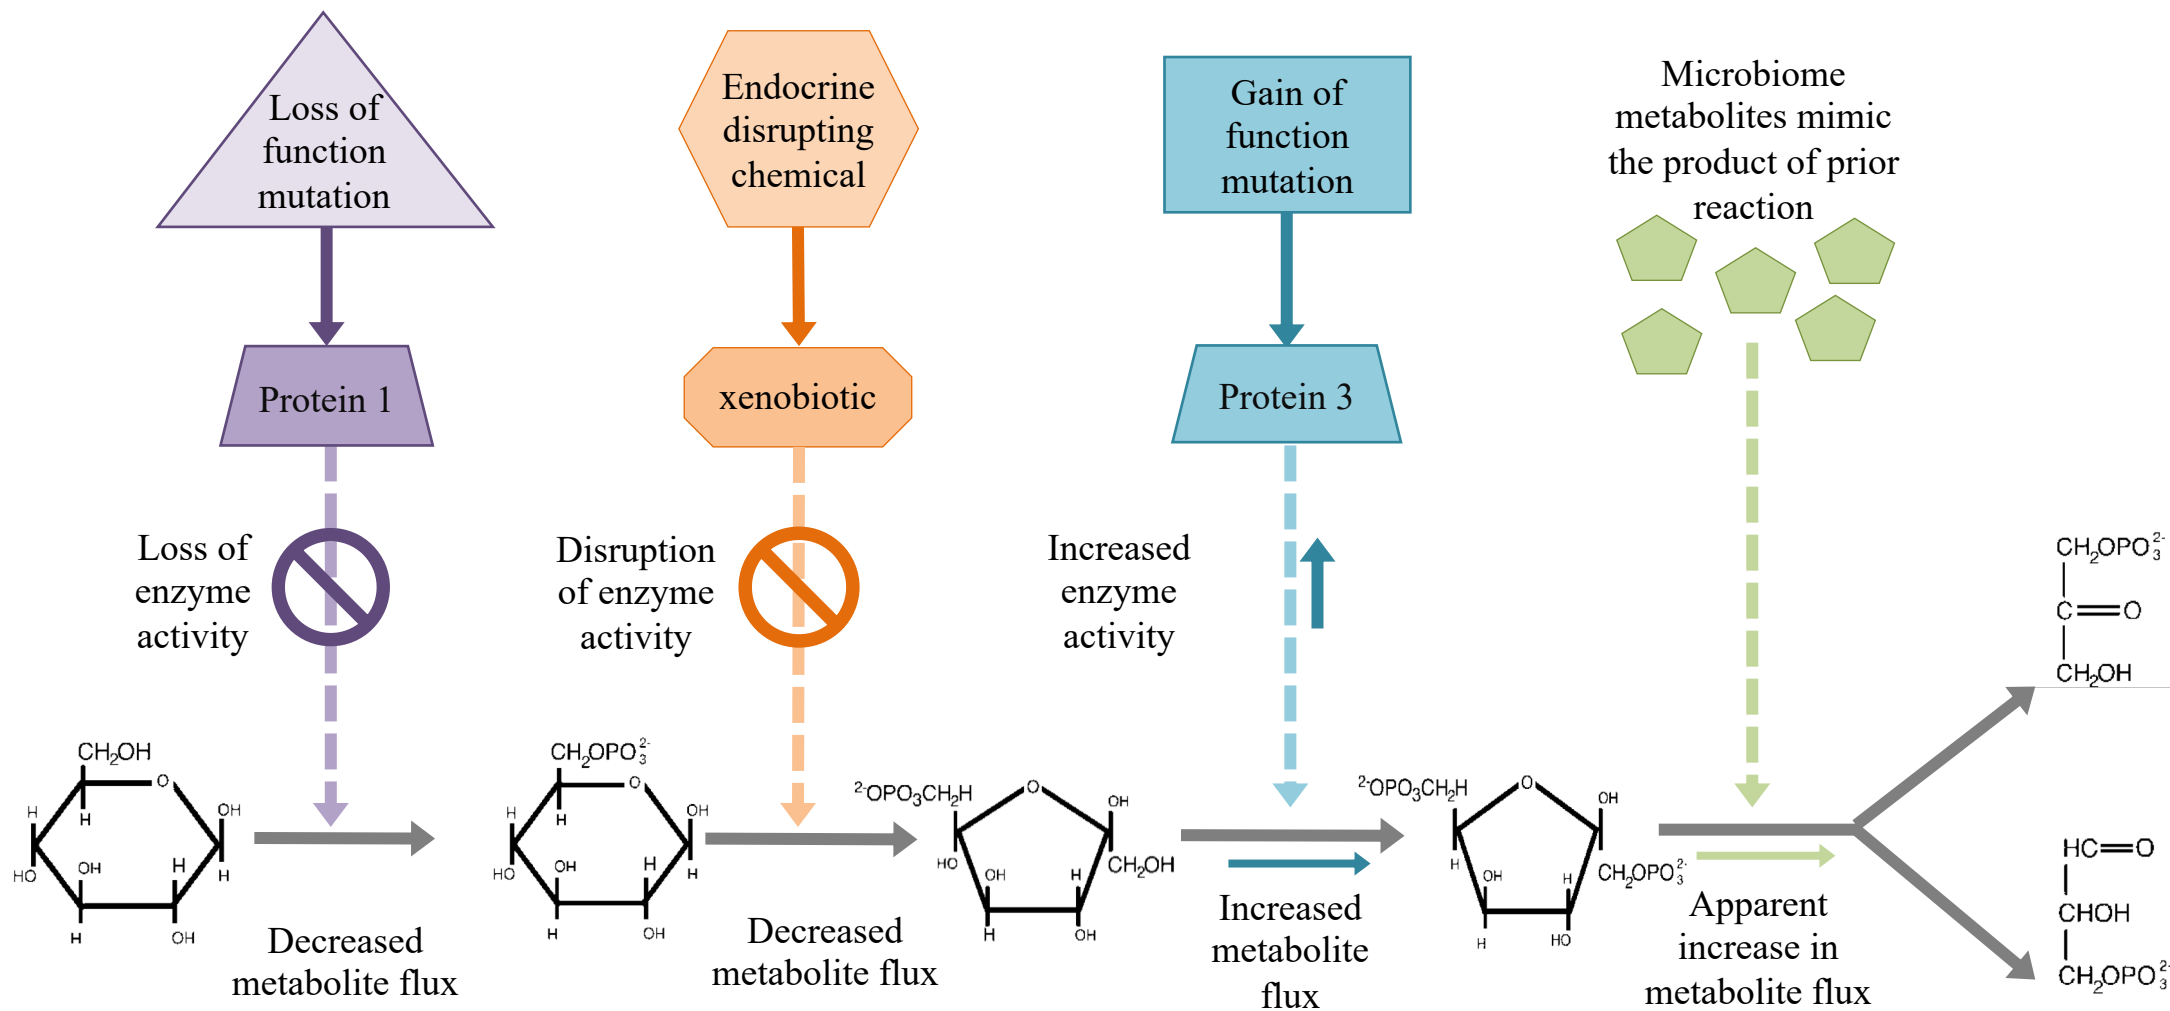 Loss of
function
mutation
Endocrine
disrupting
chemical
Gain of
function
mutation
Microbiome
metabolites mimic
the product of prior
reaction
Protein 1
xenobiotic
Protein 3
Loss of
enzyme
activity
Disruption
of enzyme
activity
Increased
enzyme
activity
CH2OPO3 2-
C=O
CH2OH
CH2OH
O
H
H
OH
H
HO
OH
H
H
OH
CH2OPO3 2-
O
H
H
OH
H
HO
OH
H
H
OH
2-OPO3CH2H
O
OH
HO
OH
H
CH2OH
H
OH
2-OPO3CH2H
O
OH
H
OH
H
CH2OPO3 2-
H
HO
HC=O
CHOH
CH2OPO3 2-
Decreased
metabolite flux
Decreased
metabolite flux
Increased
metabolite
flux
Apparent
increase in
metabolite flux